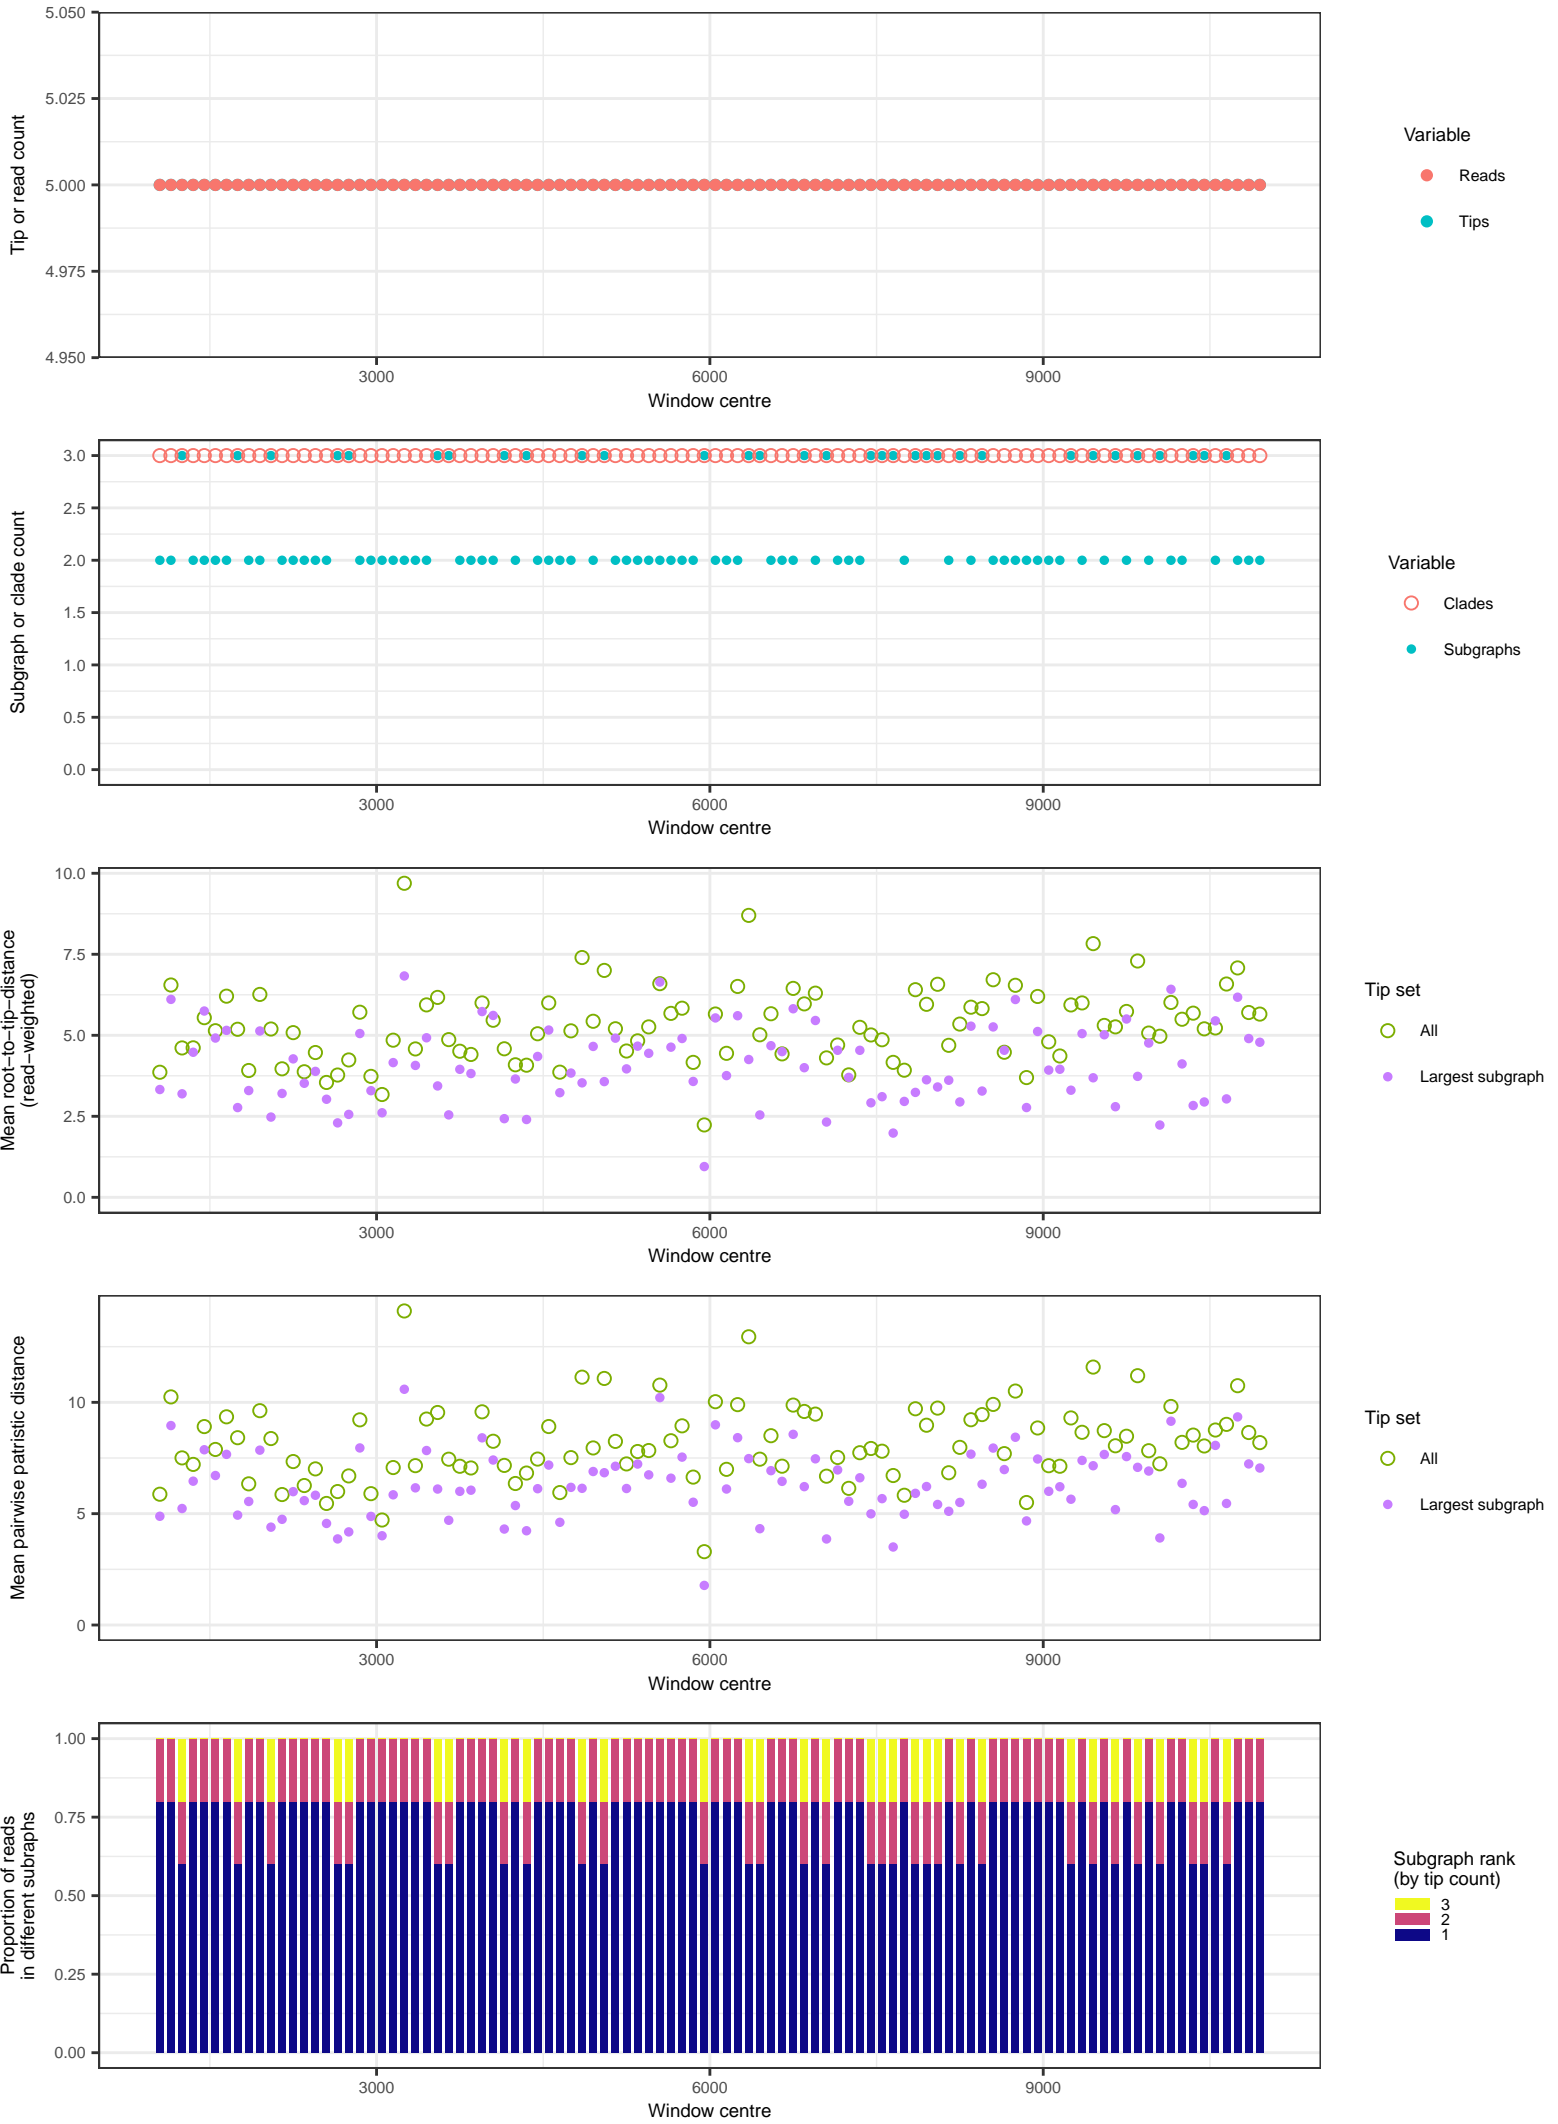 5.050
5.025
5.000
4.975
4.950
Tip or read count
3000
6000
9000
Window centre
Variable
Reads
Tips
3.0
2.5
2.0
1.5
1.0
0.5
0.0
Subgraph or clade count
3000
6000
9000
Window centre
Variable
Clades
Subgraphs
10.0
7.5
5.0
2.5
0.0
Mean root−to−tip−distance
(read−weighted)
3000
6000
9000
Window centre
Tip set
All
Largest subgraph
10
5
0
Mean pairwise patristic distance
3000
6000
9000
Window centre
Tip set
All
Largest subgraph
1.00
0.75
0.50
0.25
0.00
Proportion of reads
in different subraphs
3000
6000
9000
Window centre
Subgraph rank
(by tip count)
3
2
1